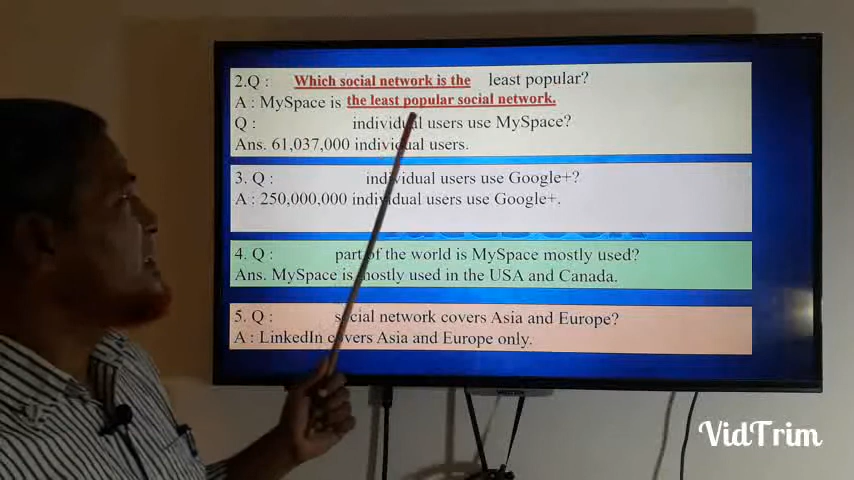 2.Q : Which social network is the least popular?
A : MySpace is the least popular social network.
Q : individual users use MySpace?
Ans. 61,037,000 individual users.
3. Q : individual users use Google+?
A : 250,000,000 individual users use Google+.
4. Q : part of the world is MySpace mostly used?
Ans. MySpace is mostly used in the USA and Canada.
5. Q : social network covers Asia and Europe?
A : LinkedIn covers Asia and Europe only.
VidTrim